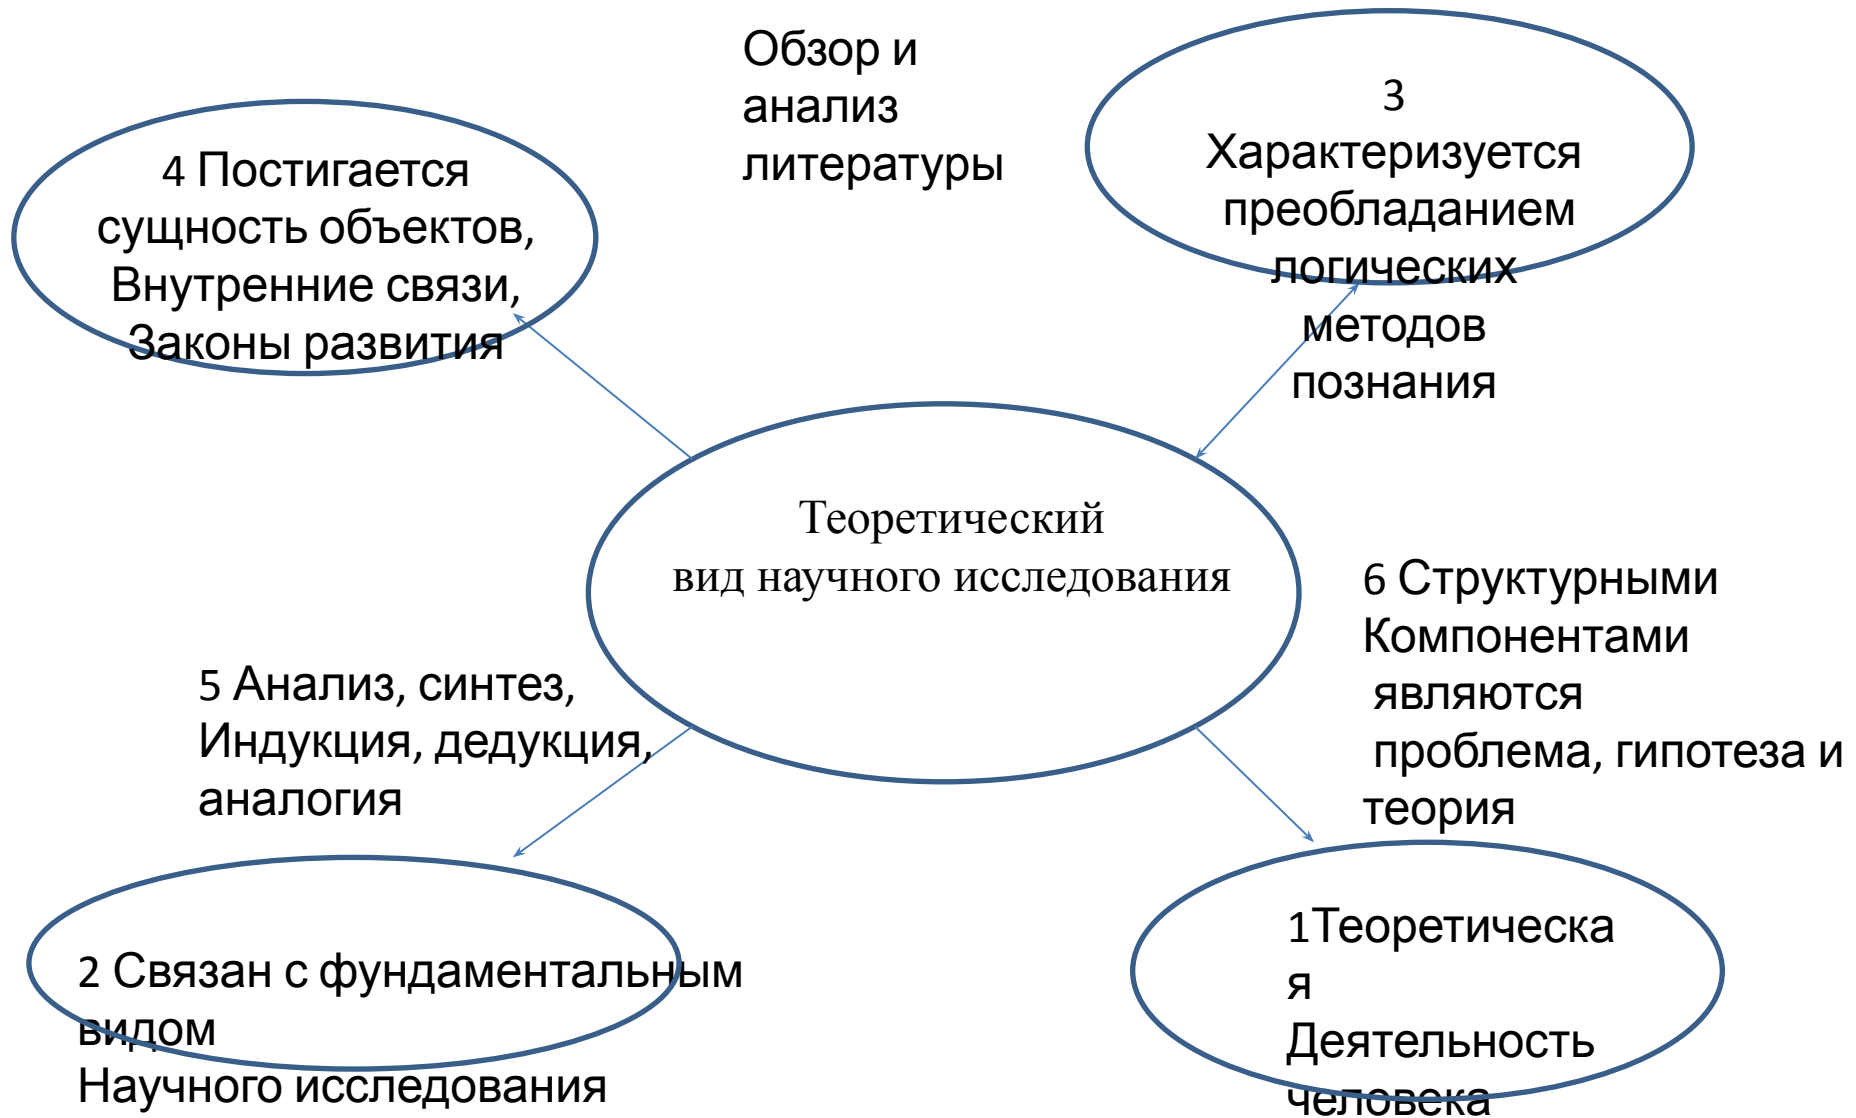 Обзор и
анализ
литературы
3
Характеризуется
преобладанием
логических
методов
познания
4 Постигается
сущность объектов,
Внутренние связи,
Законы развития
Теоретический
вид научного исследования
6 Структурными
Компонентами
являются
проблема, гипотеза и
теория
5 Анализ, синтез,
Индукция, дедукция,
аналогия
2 Связан с фундаментальным
видом
Научного исследования
1Теоретическа
я
Деятельность
человека